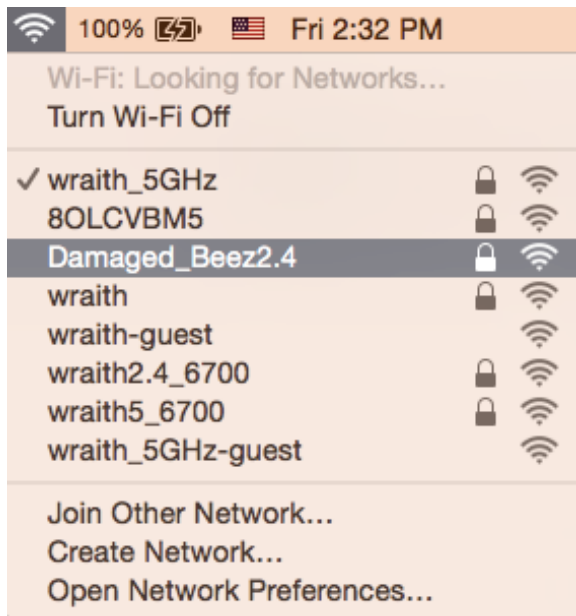 100% Fri 2:32 PM
Wi-Fi: Looking for Networks...
Turn Wi-Fi Off
wraith_5GHz
8OLCVBM5
Damaged_Beez2.4
wraith
wraith-guest
wraith2.4_6700
wraith5_6700
wraith_5GHz-guest
Join Other Network...
Create Network...
Open Network Preferences...